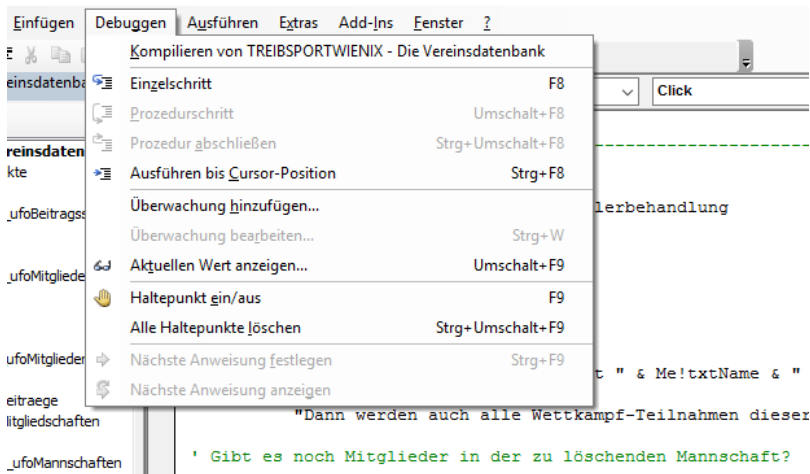 Einfügen Debuggen Ausführen Extras Add-Ins Fenster ?
Kompilieren von TREIBSPORTWIENIX - Die Vereinsdatenbank
einsdatenba Einzelschritt F8 Click
Prozedurschritt Umschalt+F8
reinsdaten Prozedur abschließen Strg+Umschalt+F8
kte Ausführen bis Cursor-Position Strg+F8
_ufoBeitragss Überwachung hinzufügen... lerbehandlung
Überwachung bearbeiten... Strg+W
_ufoMitgliede Aktuellen Wert anzeigen... Umschalt+F9
Haltepunkt ein/aus F9
Alle Haltepunkte löschen Strg+Umschalt+F9
ufoMitglieder Nächste Anweisung festlegen Strg+F9
t " & Me!txtName & "
Nächste Anweisung anzeigen
eitraege
litgliedschaften "Dann werden auch alle Wettkampf-Teilnahmen dieser
_ufoMannschaften ' Gibt es noch Mitglieder in der zu löschenden Mannschaft?